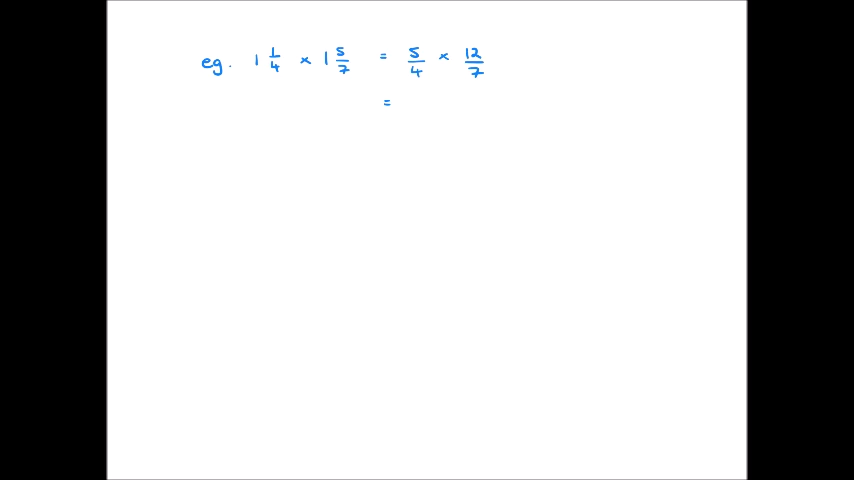 eg. 1 1/4 × 1 5/7 = 5/4 × 12/7
=